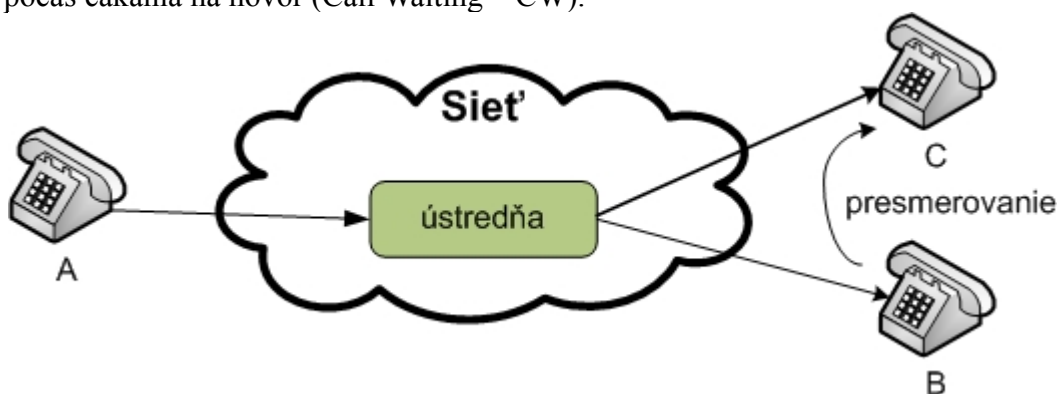 počas čakania na hovor (Call Waiting – CW).
Sieť
ústredňa
A
C
presmerovanie
B